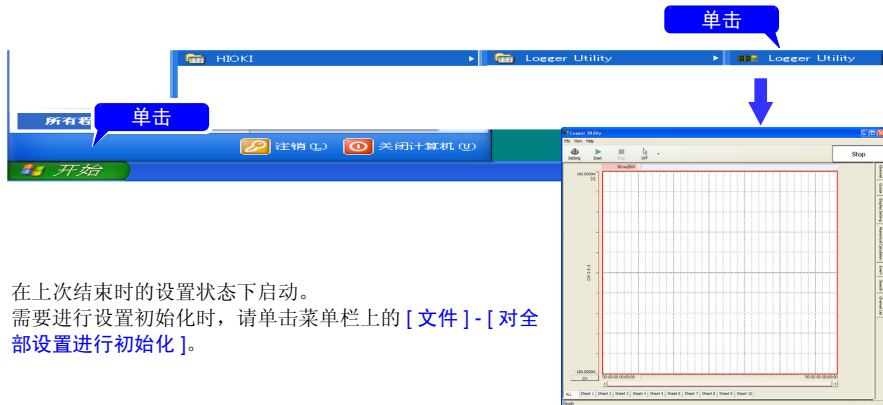 单击
HIOKI
Logger Utility
Logger Utility
单击
注销(L)
关闭计算机(U)
开始
Logger Utility
File View Help
Setting
Start
Stop
OFF
Stop
ALL
Sheet 1
Sheet 2
Sheet 3
Sheet 4
Sheet 5
Sheet 6
Sheet 7
Sheet 8
Sheet 9
Sheet 10
Ready
在上次结束时的设置状态下启动。
需要进行设置初始化时，请单击菜单栏上的 [ 文件 ] - [ 对全
部设置进行初始化 ]。